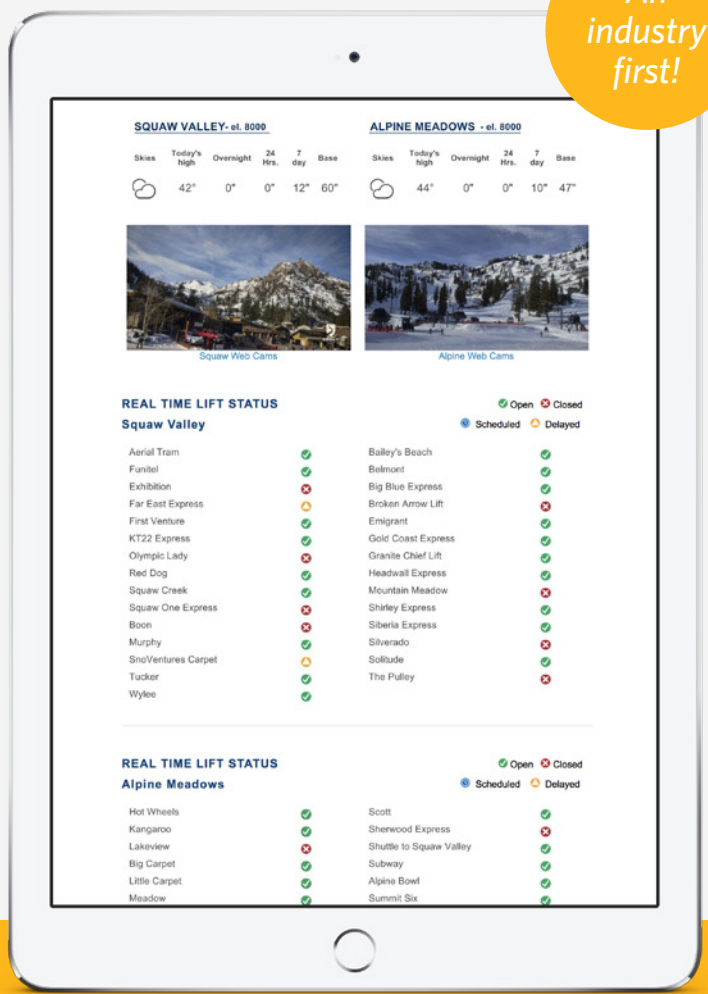 An
industry
first!
SQUAW VALLEY- el. 8000
Skies Today's high Overnight 24 Hrs. 7 day Base
42° 0" 0" 12" 60"
ALPINE MEADOWS - el. 8000
Skies Today's high Overnight 24 Hrs. 7 day Base
44° 0" 0" 10" 47"
Squaw Web Cams
Alpine Web Cams
REAL TIME LIFT STATUS
Squaw Valley
Open Closed
Scheduled Delayed
Aerial Tram
Funitel
Exhibition
Far East Express
First Venture
KT22 Express
Olympic Lady
Red Dog
Squaw Creek
Squaw One Express
Boon
Murphy
SnoVentures Carpet
Tucker
Wylee
Bailey's Beach
Belmont
Big Blue Express
Broken Arrow Lift
Emigrant
Gold Coast Express
Granite Chief Lift
Headwall Express
Mountain Meadow
Shirley Express
Siberia Express
Silverado
Solitude
The Pulley
REAL TIME LIFT STATUS
Alpine Meadows
Open Closed
Scheduled Delayed
Hot Wheels
Kangaroo
Lakeview
Big Carpet
Little Carpet
Meadow
Scott
Sherwood Express
Shuttle to Squaw Valley
Subway
Alpine Bowl
Summit Six